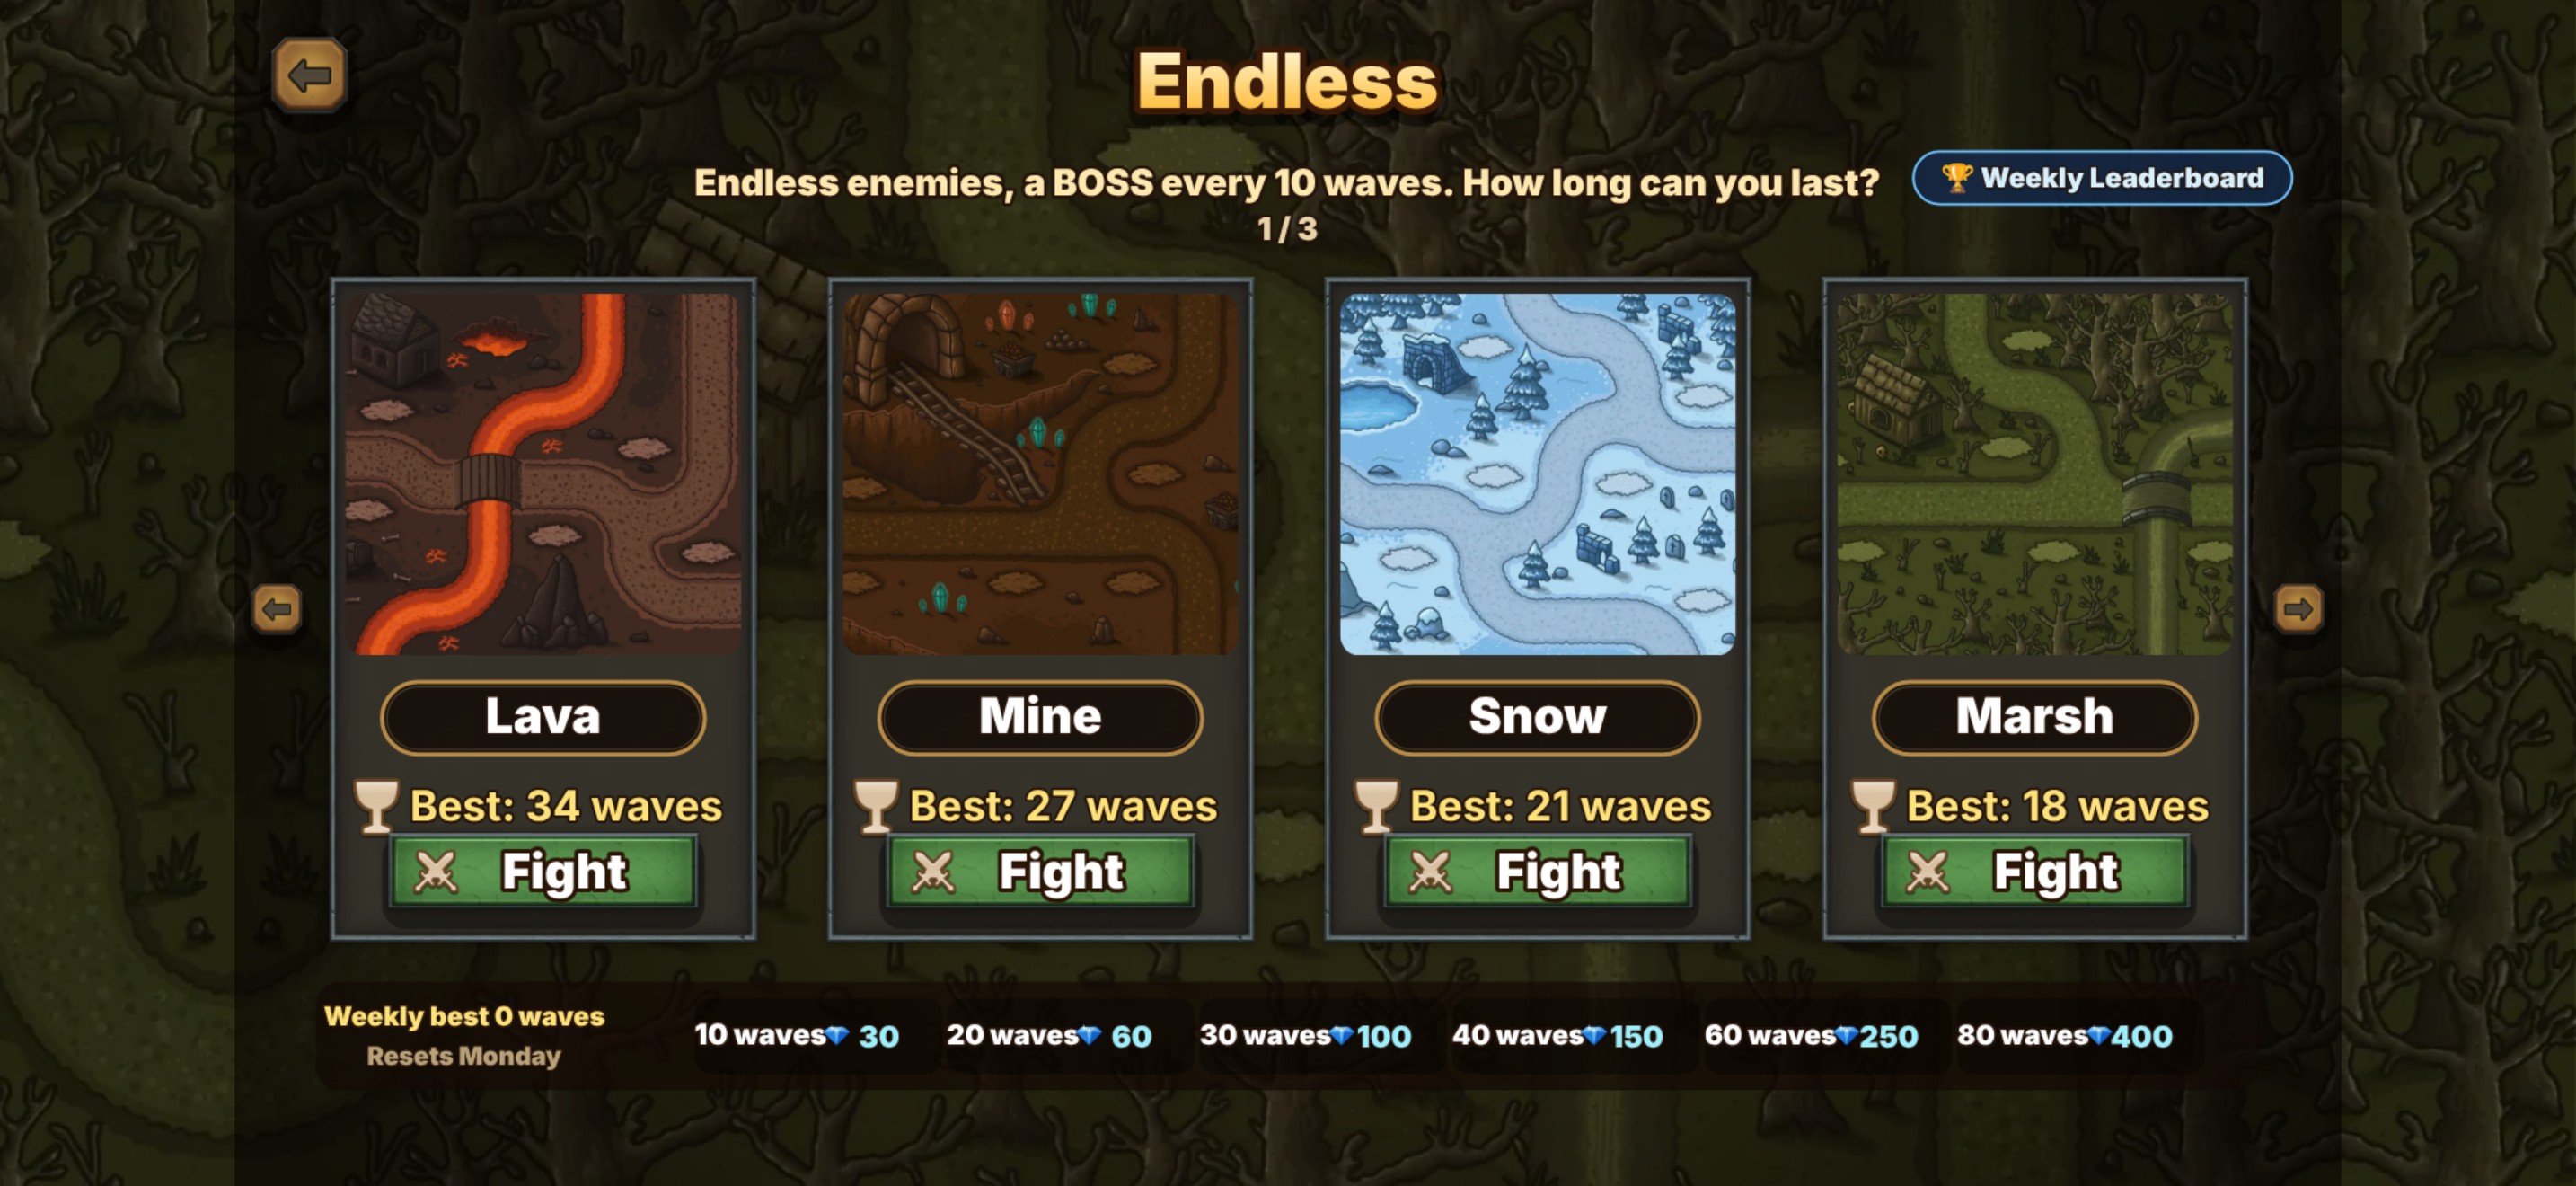 Endless
Endless enemies, a BOSS every 10 waves. How long can you last?
🏆 Weekly Leaderboard
1 / 3
Lava
Mine
Snow
Marsh
Best: 34 waves
Best: 27 waves
Best: 21 waves
Best: 18 waves
Fight
Fight
Fight
Fight
Weekly best 0 waves
Resets Monday
10 waves💎 30
20 waves💎 60
30 waves💎100
40 waves💎150
60 waves💎250
80 waves💎400